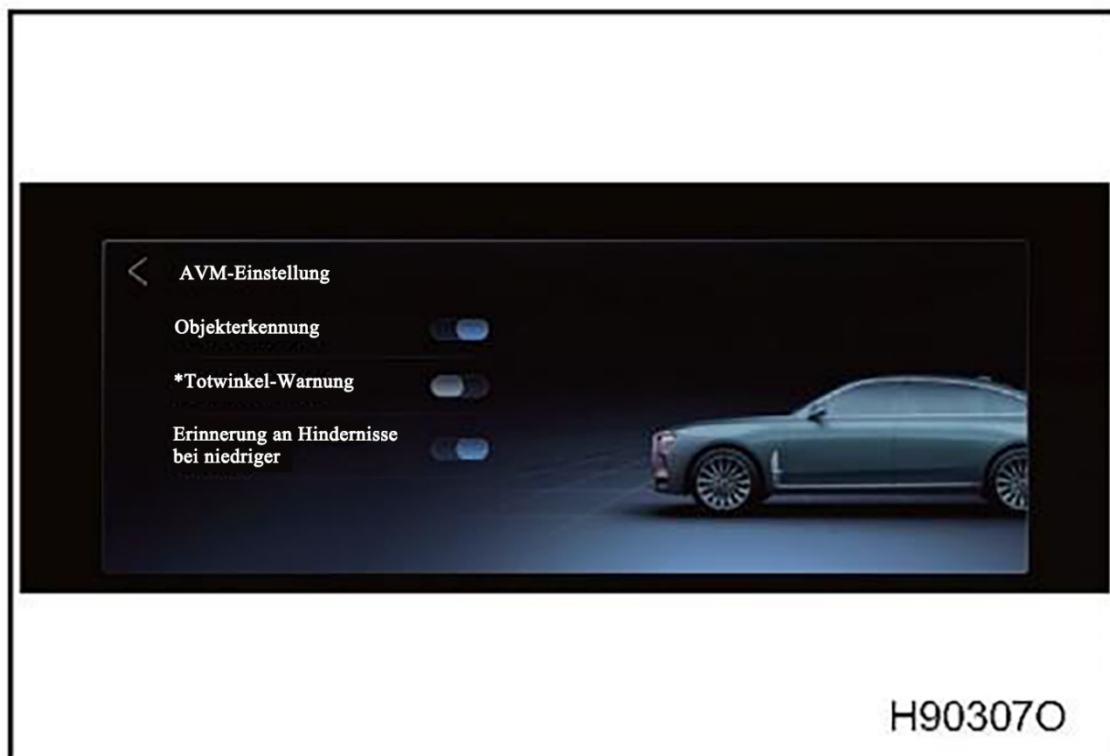 AVM-Einstellung
Objekterkennung
*Totwinkel-Warnung
Erinnerung an Hindernisse
bei niedriger
H90307O